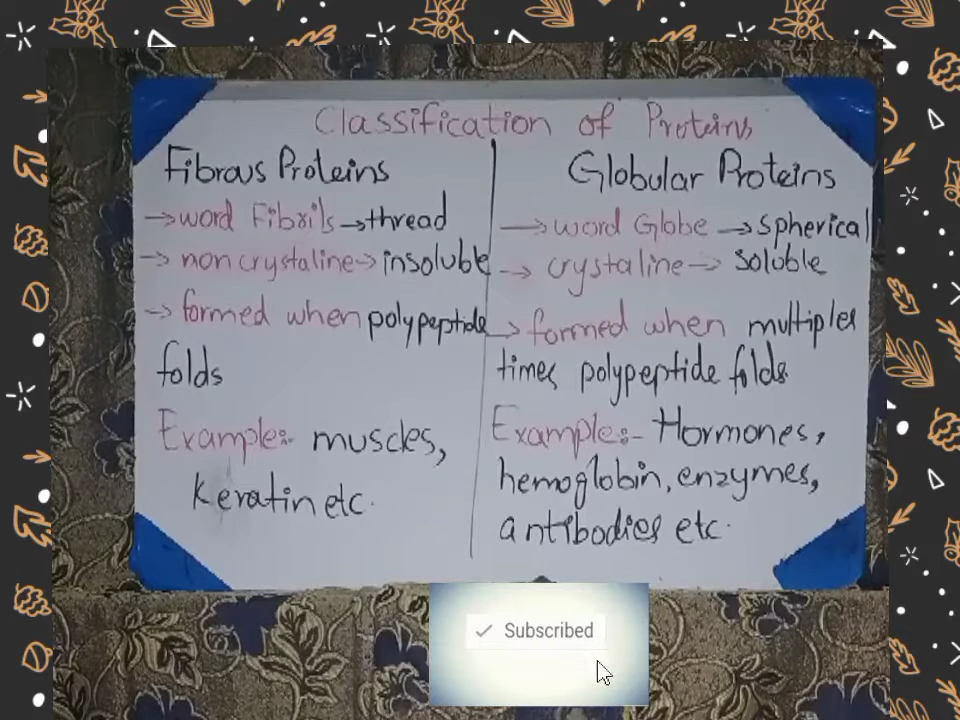 Classification of Proteins
Fibrous Proteins
→word Fibrils→thread
→ non crystaline→insoluble
→ formed when polypeptide
folds
Example:- muscles,
Keratin etc.
Globular Proteins
→word Globe →spherical
→ crystaline→ soluble
→ formed when multiples
times polypeptide folds
Example:- Hormones,
hemoglobin, enzymes,
antibodies etc.
✓ Subscribed